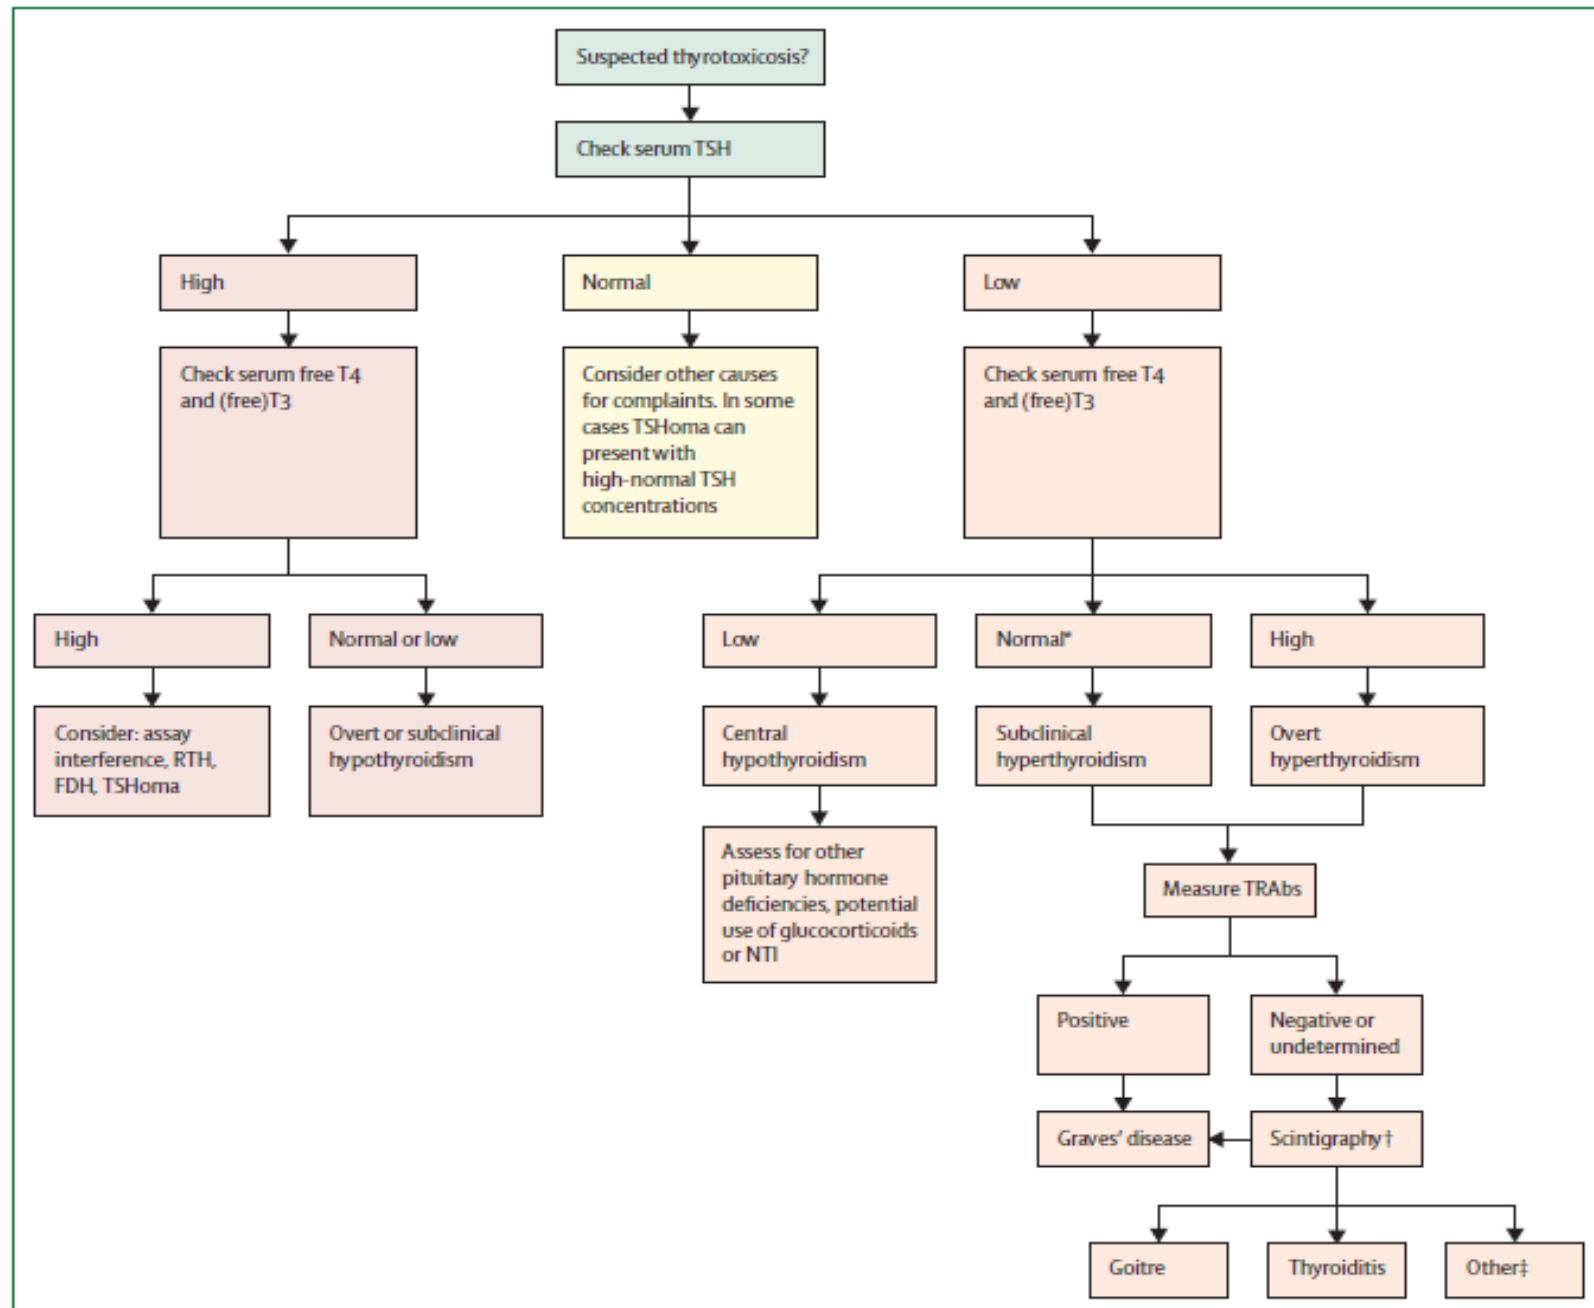 Suspected thyrotoxicosis?
Check serum TSH
High
Normal
Low
Check serum free T4
and (free)T3
Consider other causes
for complaints. In some
cases TSHoma can
present with
high-normal TSH
concentrations
Check serum free T4
and (free)T3
High
Normal or low
Low
Normal*
High
Consider: assay
interference, RTH,
FDH, TSHoma
Overt or subclinical
hypothyroidism
Central
hypothyroidism
Subclinical
hyperthyroidism
Overt
hyperthyroidism
Assess for other
pituitary hormone
deficiencies, potential
use of glucocorticoids
or NTI
Measure TRAbs
Positive
Negative or
undetermined
Graves' disease
Scintigraphy†
Goitre
Thyroiditis
Other‡